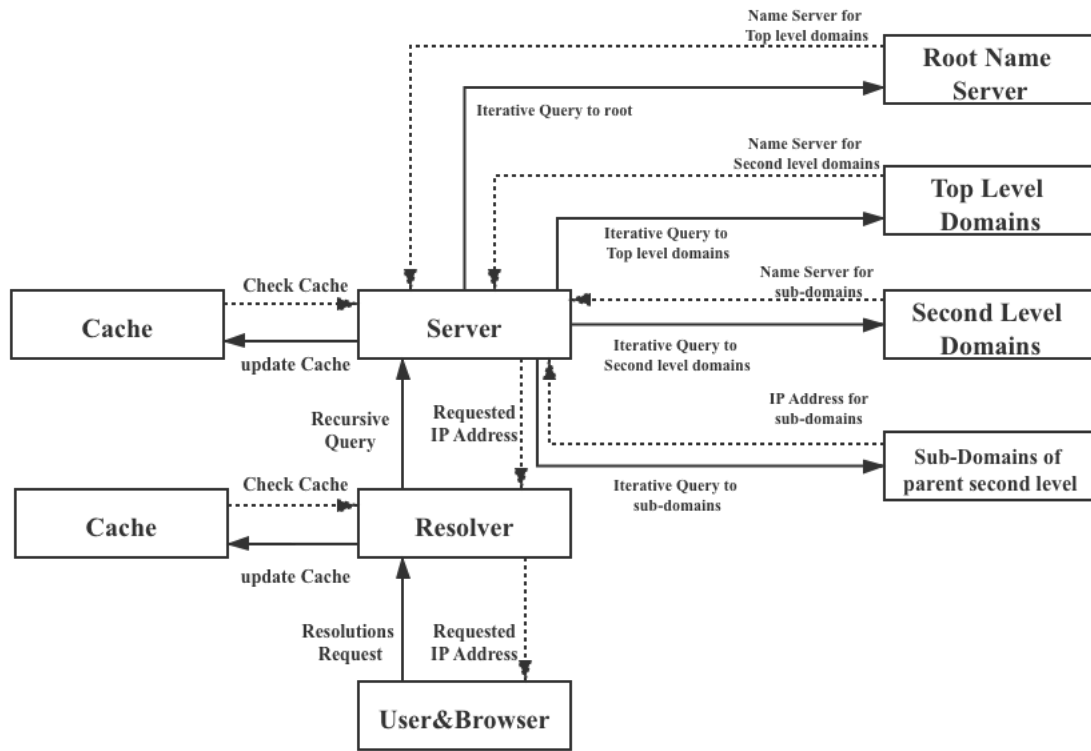 Name Server for
Top level domains
Root Name
Server
Iterative Query to root
Name Server for
Second level domains
Top Level
Domains
Iterative Query to
Top level domains
Check Cache
Name Server for
sub-domains
Cache
Server
Second Level
Domains
update Cache
Iterative Query to
Second level domains
Recursive
Query
Requested
IP Address
IP Address for
sub-domains
Sub-Domains of
parent second level
Check Cache
Iterative Query to
sub-domains
Cache
Resolver
update Cache
Resolutions
Request
Requested
IP Address
User&Browser